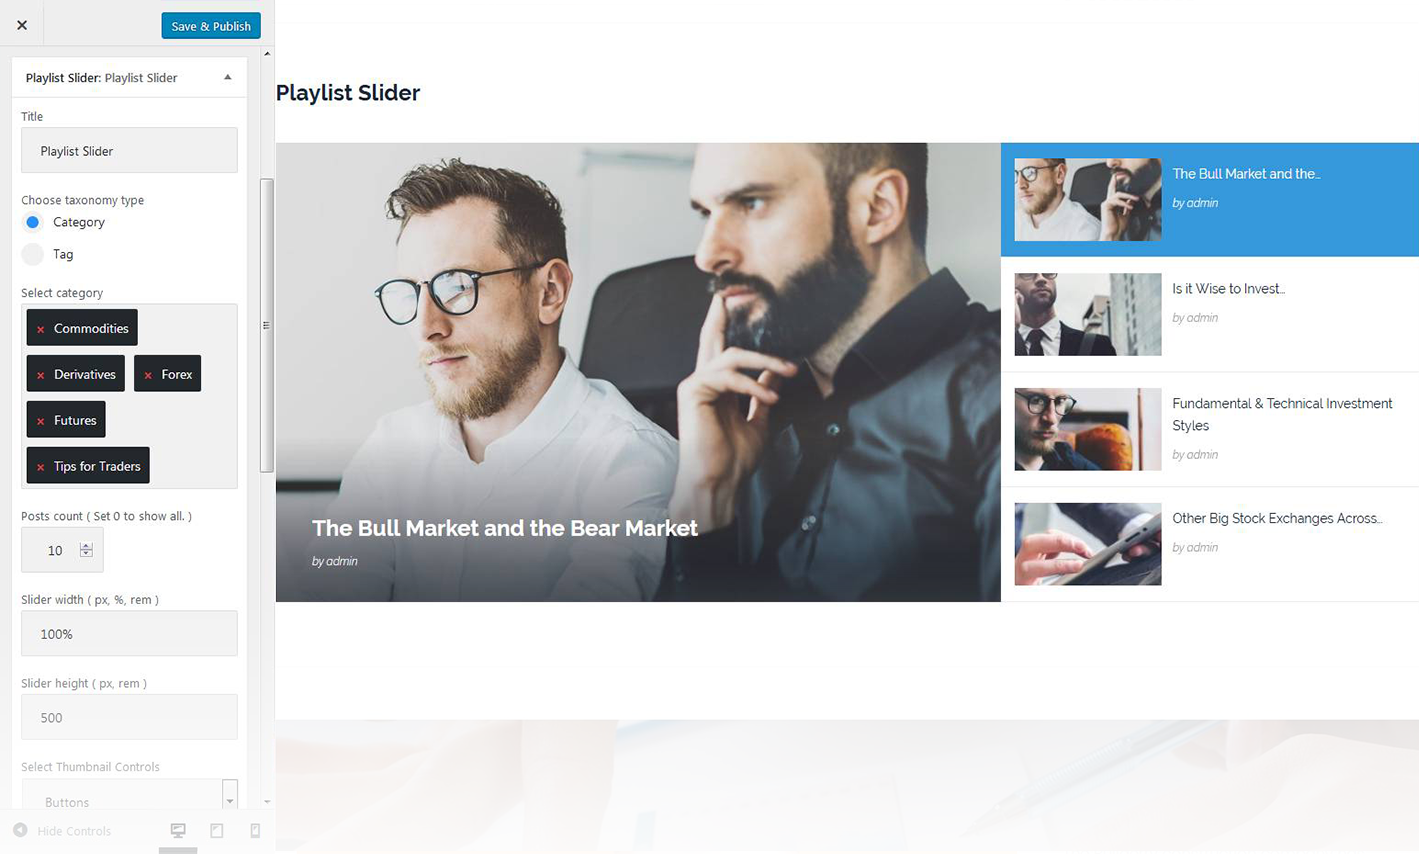 Save & Publish
Playlist Slider: Playlist Slider
Title
Playlist Slider
Choose taxonomy type
Category
Tag
Select category
× Commodities
× Derivatives × Forex
× Futures
× Tips for Traders
Posts count ( Set 0 to show all. )
10
Slider width ( px, %, rem )
100%
Slider height ( px, rem )
500
Select Thumbnail Controls
Buttons
Hide Controls
Playlist Slider
The Bull Market and the Bear Market
by admin
The Bull Market and the...
by admin
Is it Wise to Invest...
by admin
Fundamental & Technical Investment
Styles
by admin
Other Big Stock Exchanges Across...
by admin